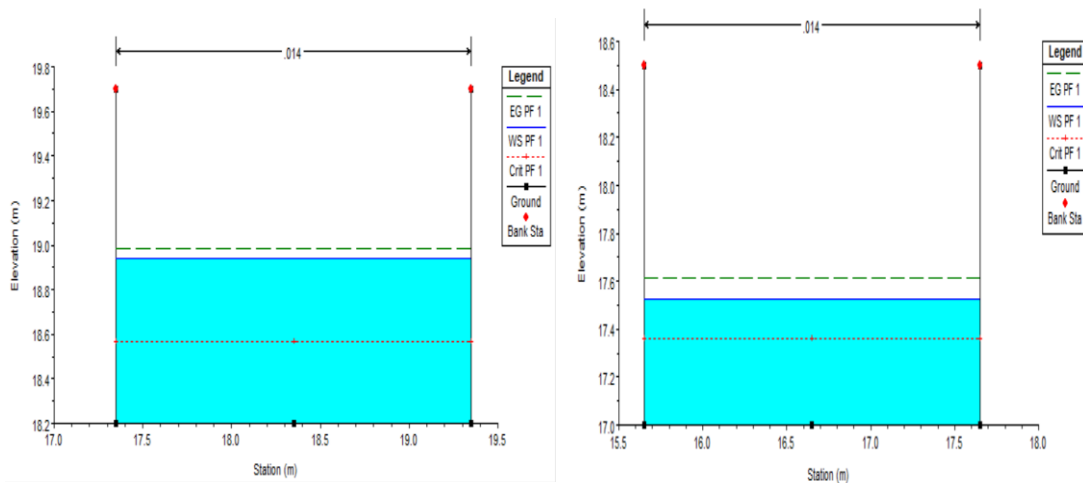 .014
19.8
19.6
19.4
19.2
19.0
18.8
18.6
18.4
18.2
Elevation (m)
17.0
17.5
18.0
18.5
19.0
19.5
Station (m)
Legend
EG PF 1
WS PF 1
Crit PF 1
Ground
Bank Sta
.014
18.6
18.4
18.2
18.0
17.8
17.6
17.4
17.2
17.0
Elevation (m)
15.5
16.0
16.5
17.0
17.5
18.0
Station (m)
Legend
EG PF 1
WS PF 1
Crit PF 1
Ground
Bank Sta